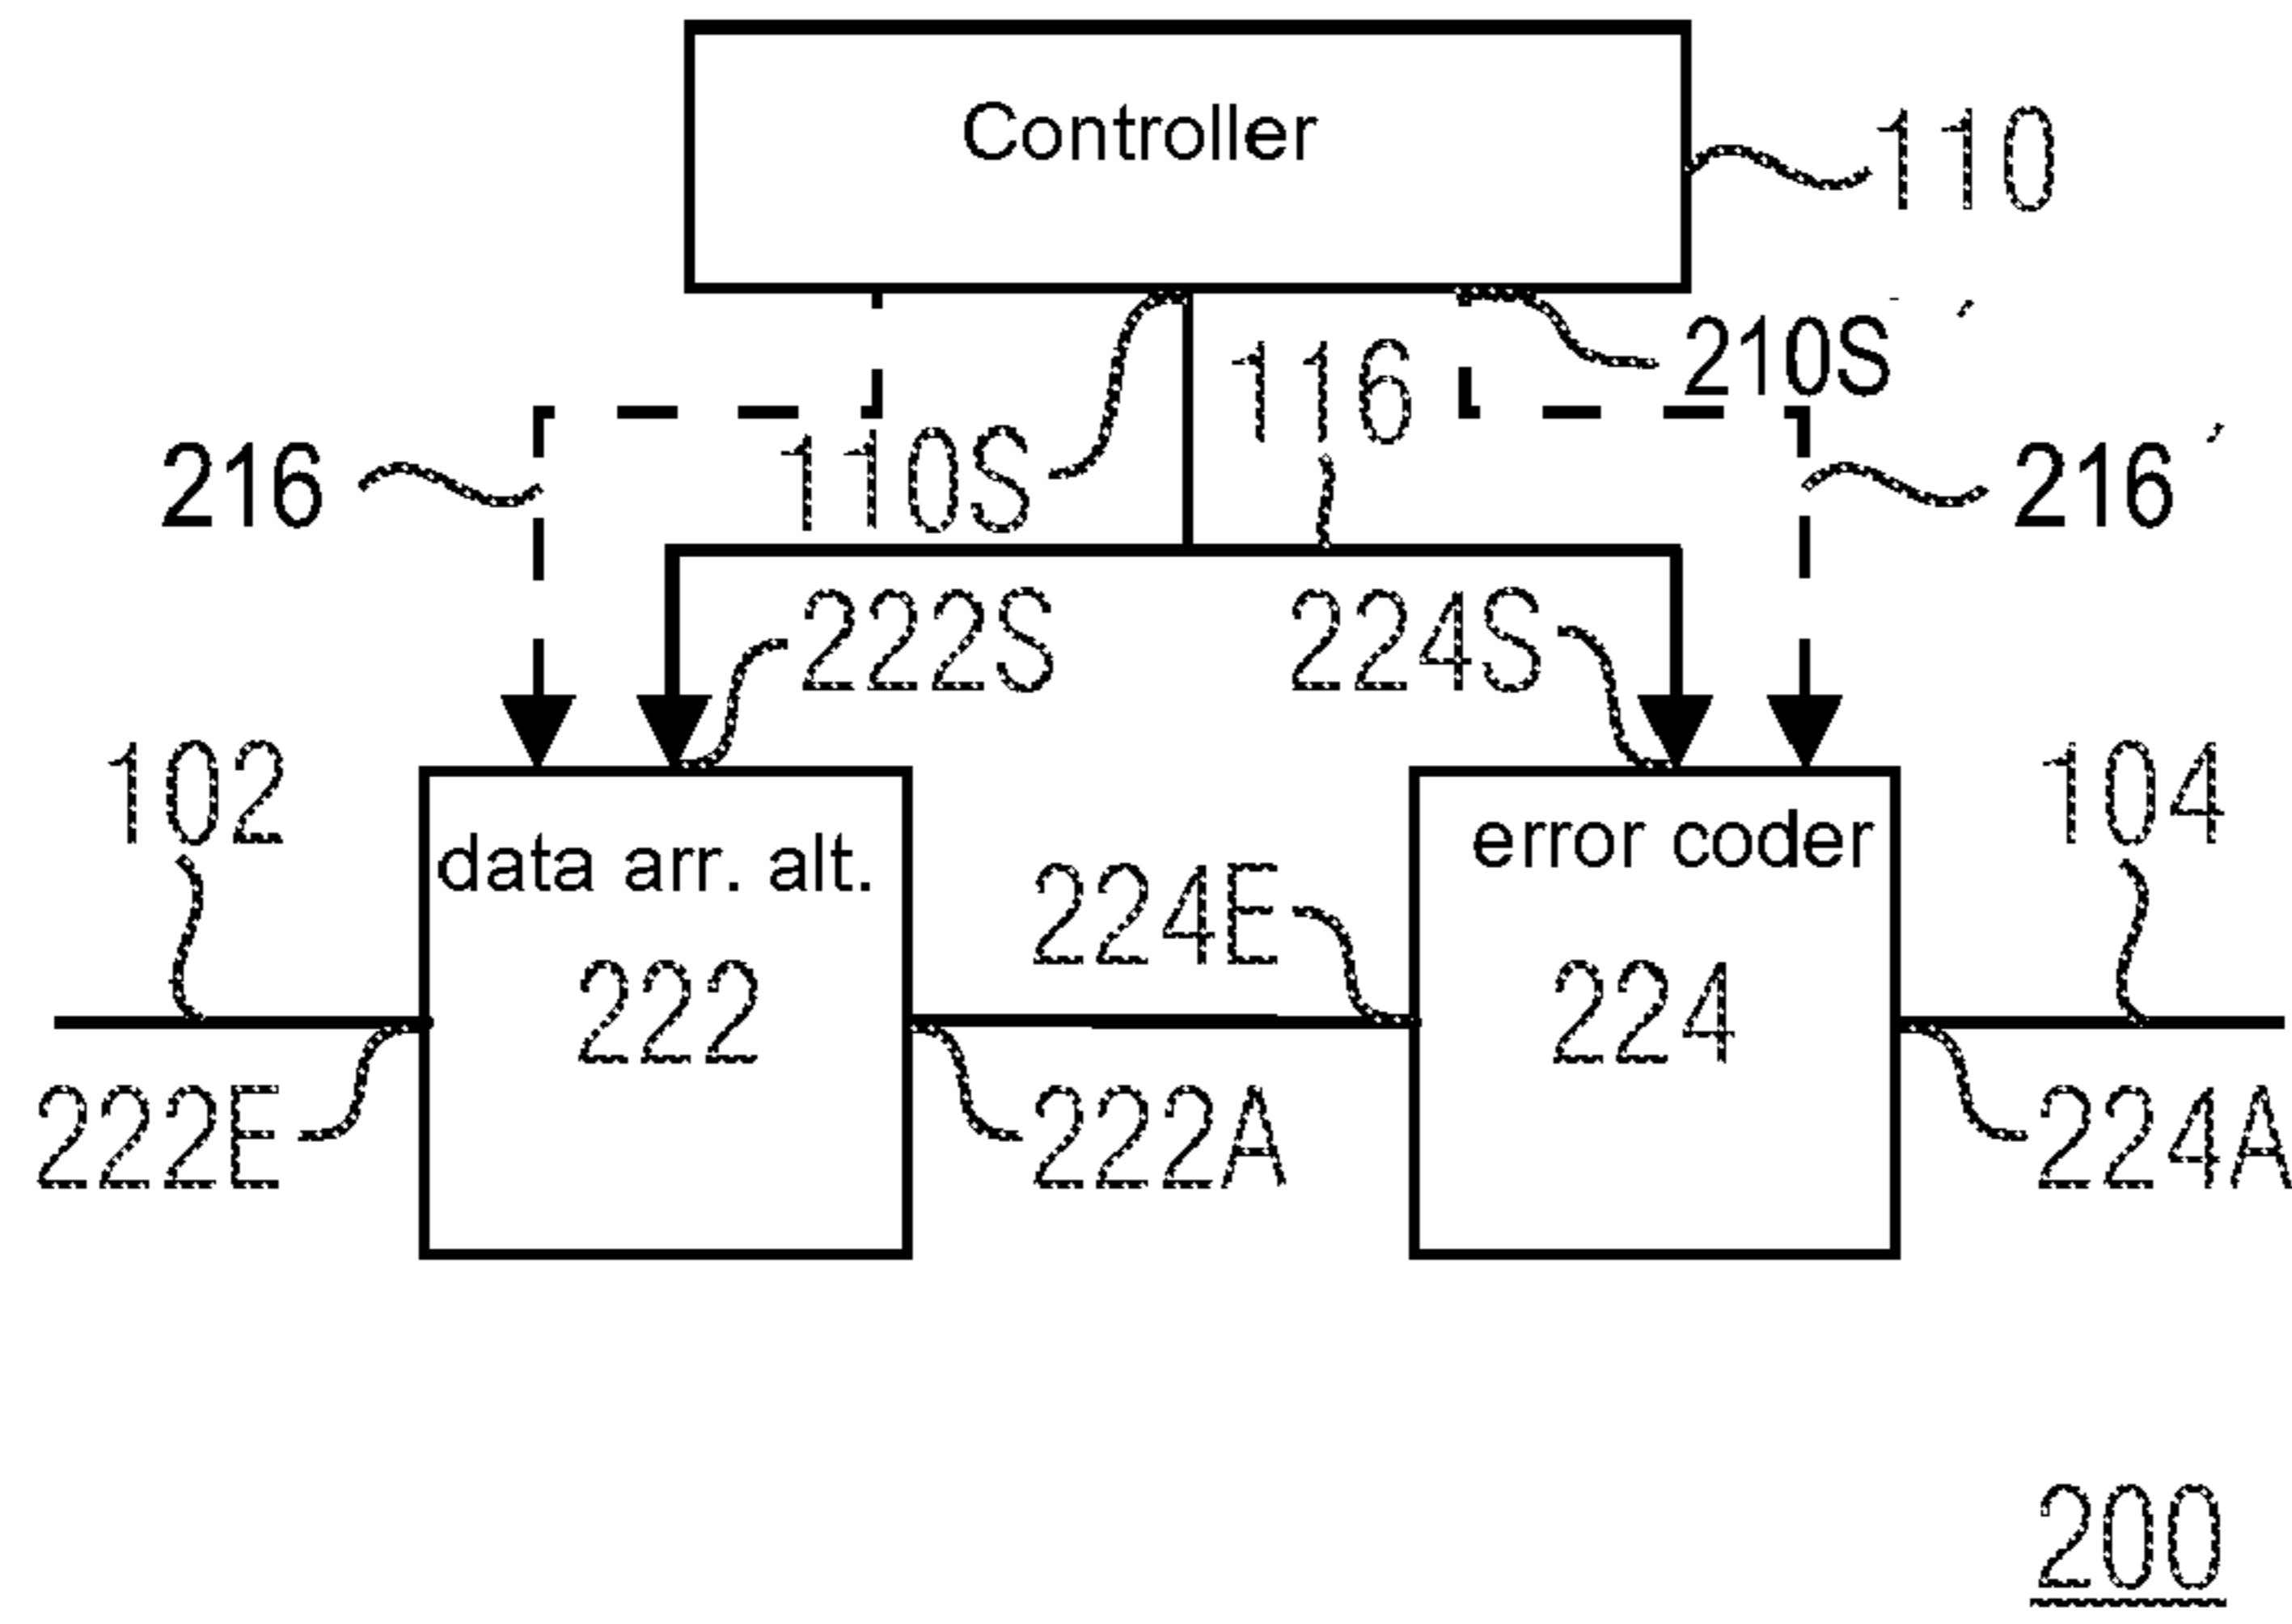 Controller
110
210S'
116
110S
216
216'
222S
224S
102
104
data arr. alt.
error coder
224E
222
224
222E
222A
224A
200